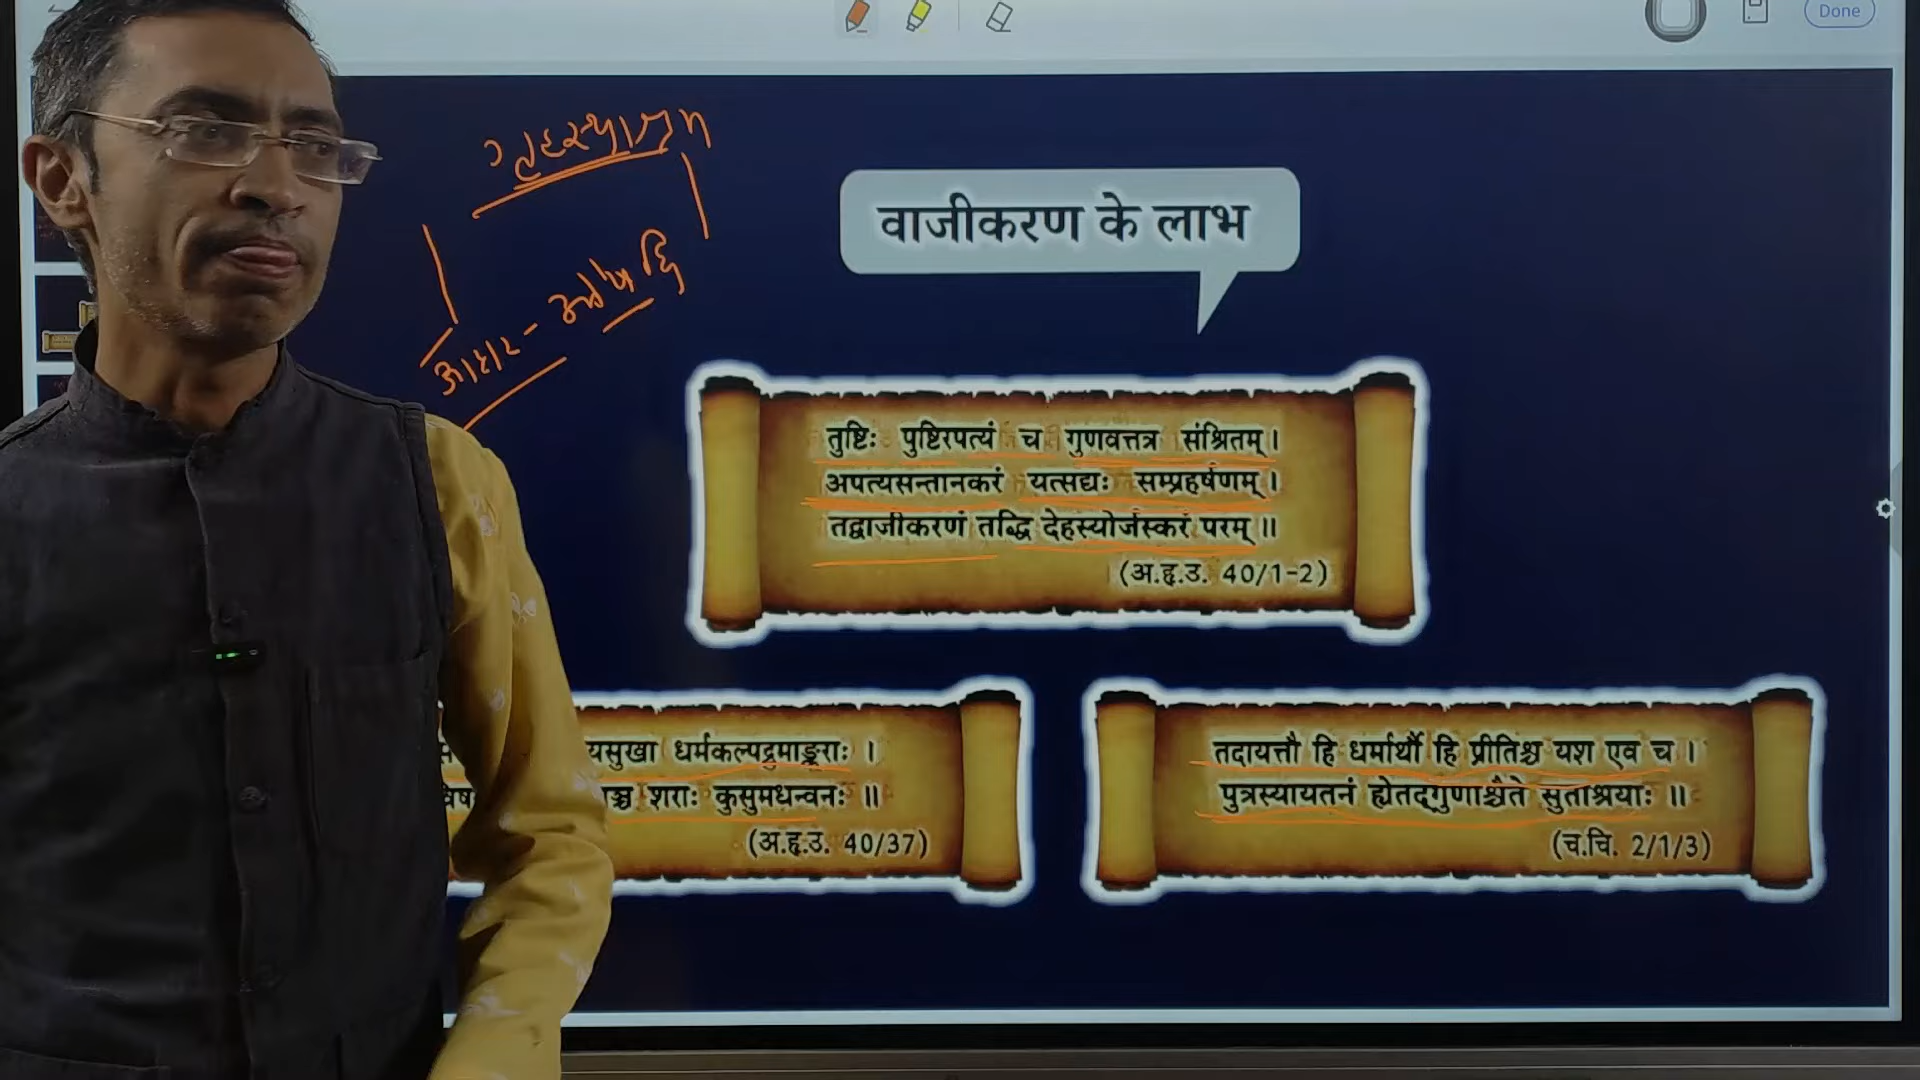 Done
गृहस्थाश्रम
आहार - औषधि
वाजीकरण के लाभ
तुष्टिः पुष्टिरपत्यं च गुणवत्तत्र संश्रितम् ।
अपत्यसन्तानकरं यत्सद्यः सम्प्रहर्षणम् ।
तद्वाजीकरणं तद्धि देहस्योर्जस्करं परम् ॥
(अ.हृ.उ. 40/1-2)
यसुखा धर्मकल्पद्रुमाङ्कुराः ।
शराः कुसुमधन्वनः ॥
(अ.हृ.उ. 40/37)
तदायत्तौ हि धर्मार्थौ हि प्रीतिश्च यश एव च ।
पुत्रस्यायतनं ह्येतद्गुणाश्चैते सुताश्रयाः ॥
(च.चि. 2/1/3)